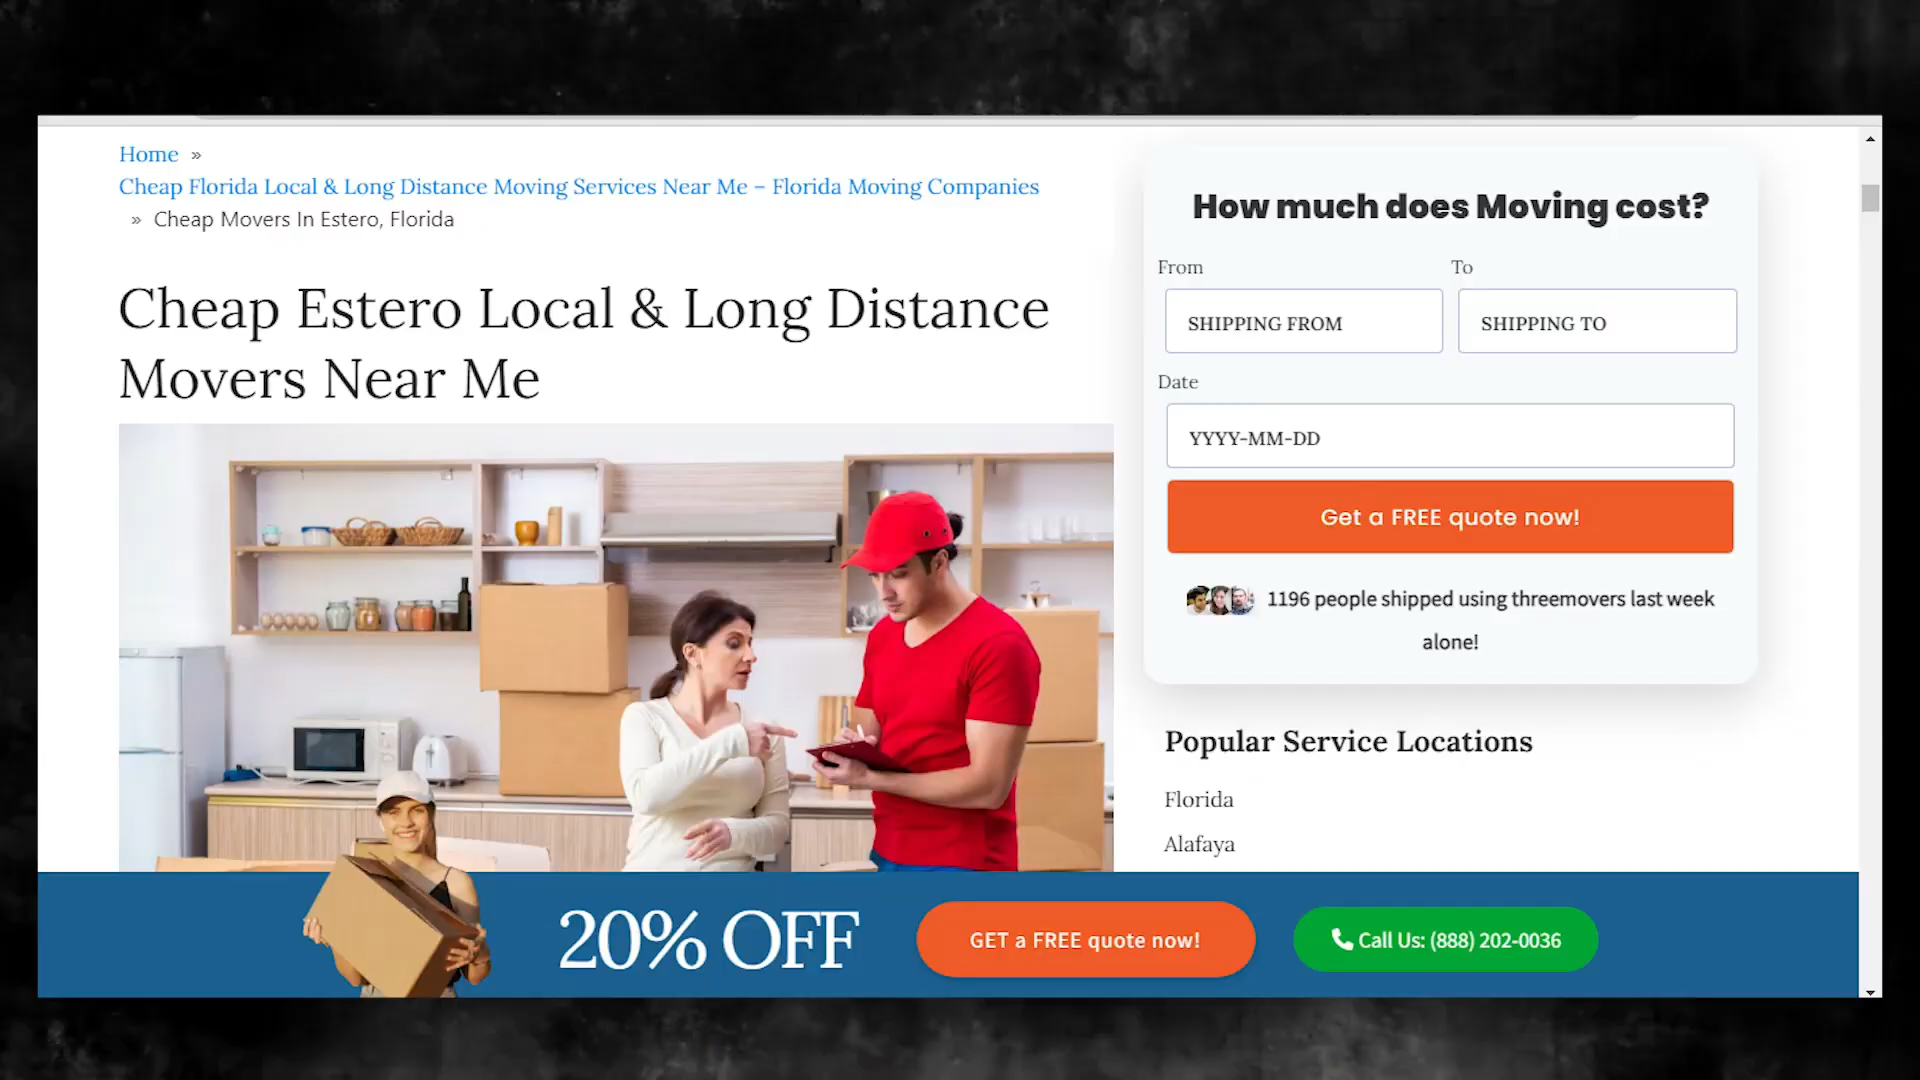 Home »
Cheap Florida Local & Long Distance Moving Services Near Me – Florida Moving Companies
» Cheap Movers In Estero, Florida
Cheap Estero Local & Long Distance
Movers Near Me
How much does Moving cost?
From
To
SHIPPING FROM
SHIPPING TO
Date
YYYY-MM-DD
Get a FREE quote now!
1196 people shipped using threemovers last week
alone!
Popular Service Locations
Florida
Alafaya
20% OFF
GET a FREE quote now!
Call Us: (888) 202-0036